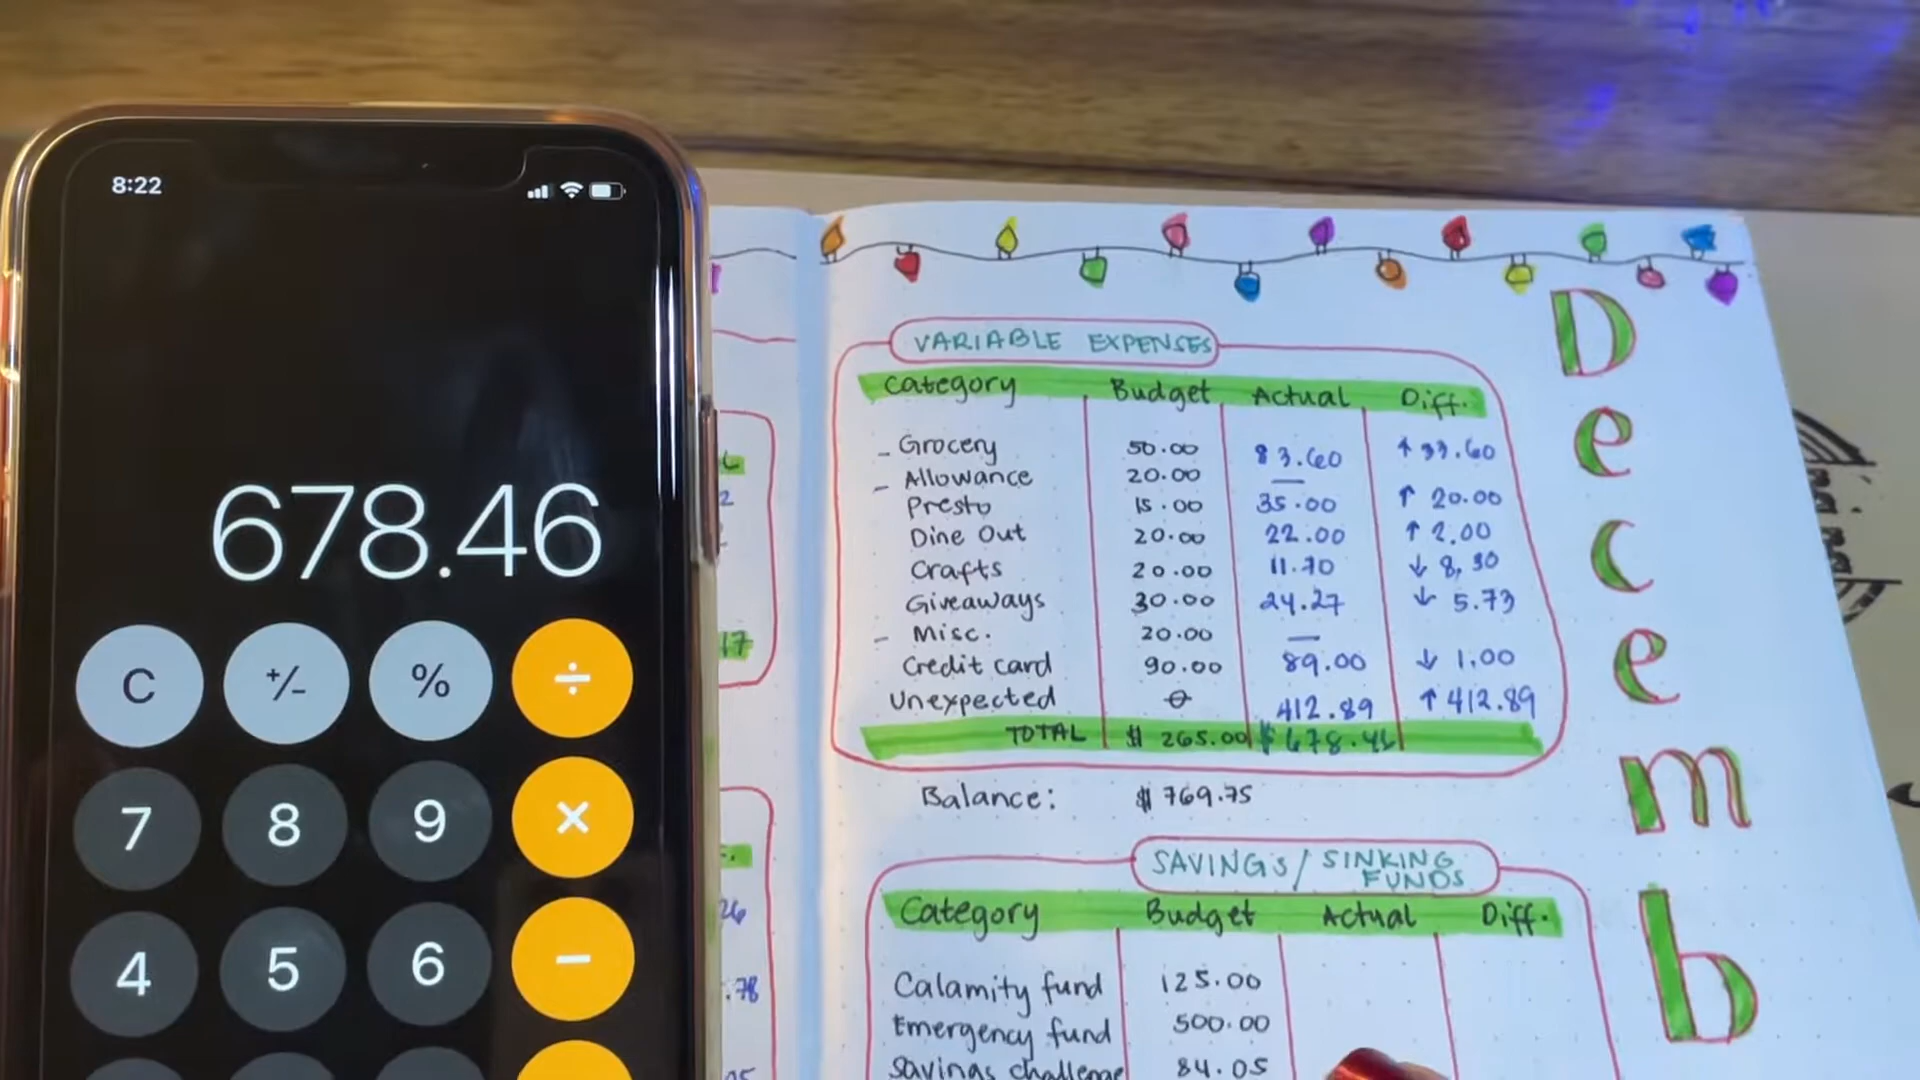 8:22
678.46
C +/- % ÷
7 8 9 ×
4 5 6 −
17
26
.78
VARIABLE EXPENSES
Category Budget Actual Diff.
- Grocery 50.00 83.60 ↑ 33.60
- Allowance 20.00 —
Presto 15.00 35.00 ↑ 20.00
Dine Out 20.00 22.00 ↑ 2.00
Crafts 20.00 11.70 ↓ 8.30
Giveaways 30.00 24.27 ↓ 5.73
- Misc. 20.00 —
Credit card 90.00 89.00 ↓ 1.00
Unexpected 0 412.89 ↑ 412.89
TOTAL $ 265.00 $ 678.46
Balance: $ 769.75
SAVINGS / SINKING FUNDS
Category Budget Actual Diff.
Calamity fund 125.00
Emergency fund 500.00
Savings challenge 84.05
D
e
c
e
m
b